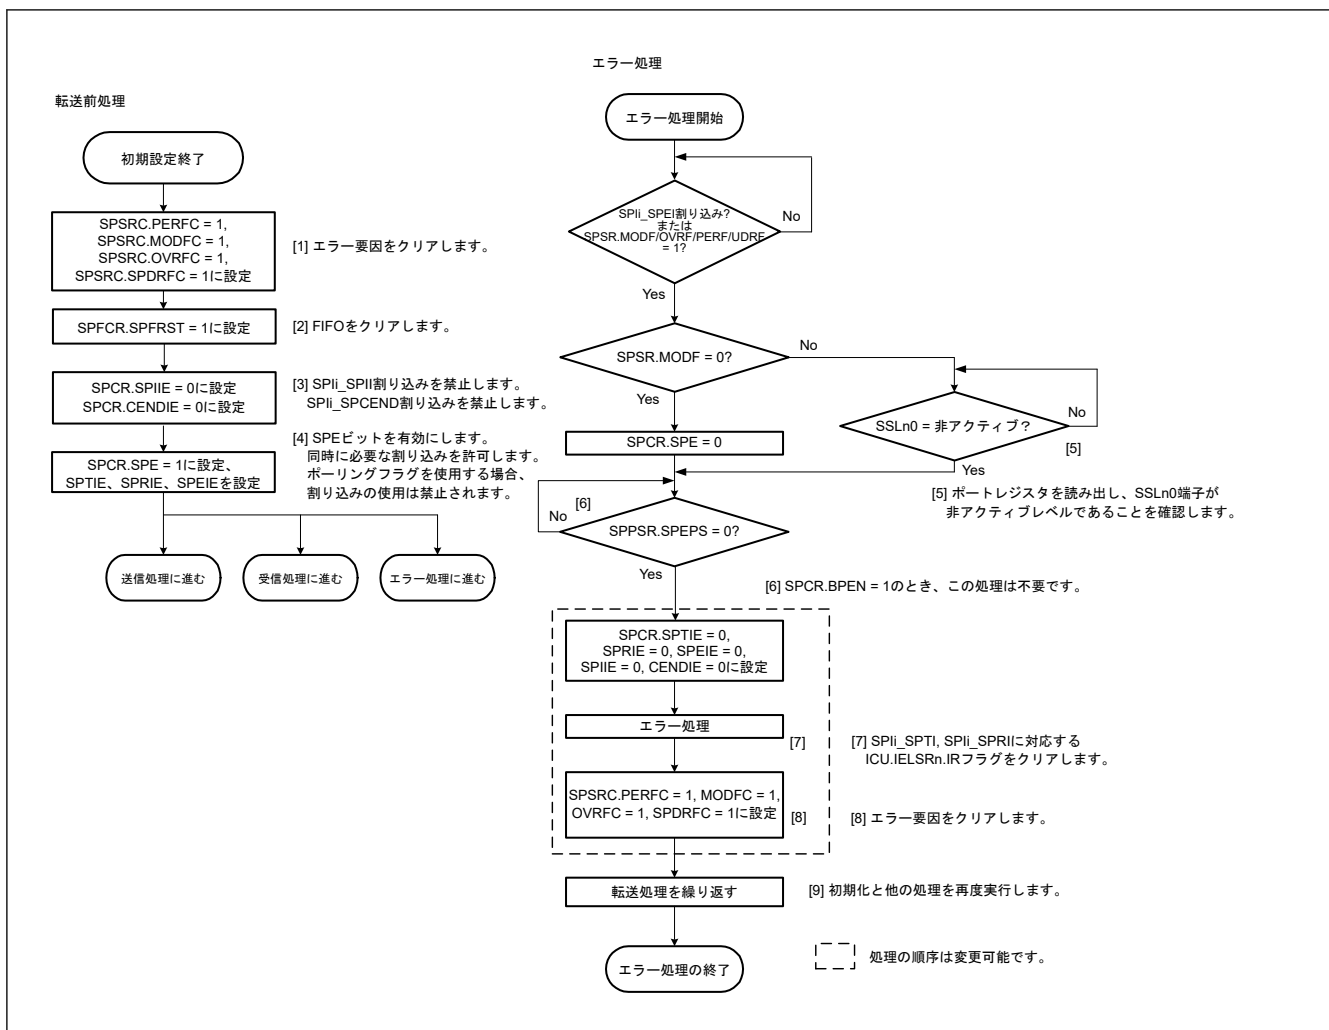 転送前処理
初期設定終了
SPSRC.PERFC = 1,
SPSRC.MODFC = 1,
SPSRC.OVRFC = 1,
SPSRC.SPDRFC = 1に設定
[1] エラー要因をクリアします。
SPFCR.SPFRST = 1に設定
[2] FIFOをクリアします。
SPCR.SPIIE = 0に設定
SPCR.CENDIE = 0に設定
[3] SPIi_SPII割り込みを禁止します。
SPIi_SPCEND割り込みを禁止します。
SPCR.SPE = 1に設定、
SPTIE、SPRIE、SPEIEを設定
[4] SPEビットを有効にします。
同時に必要な割り込みを許可します。
ポーリングフラグを使用する場合、
割り込みの使用は禁止されます。
送信処理に進む
受信処理に進む
エラー処理に進む
エラー処理
エラー処理開始
SPIi_SPEI割り込み?
または
SPSR.MODF/OVRF/PERF/UDRF
= 1?
No
Yes
SPSR.MODF = 0?
No
Yes
SPCR.SPE = 0
SSLn0 = 非アクティブ？
No
[5]
Yes
[5] ポートレジスタを読み出し、SSLn0端子が
非アクティブレベルであることを確認します。
[6]
No
SPPSR.SPEPS = 0?
Yes
[6] SPCR.BPEN = 1のとき、この処理は不要です。
SPCR.SPTIE = 0,
SPRIE = 0, SPEIE = 0,
SPIIE = 0, CENDIE = 0に設定
エラー処理
[7]
[7] SPIi_SPTI, SPIi_SPRIに対応する
ICU.IELSRn.IRフラグをクリアします。
SPSRC.PERFC = 1, MODFC = 1,
OVRFC = 1, SPDRFC = 1に設定
[8]
[8] エラー要因をクリアします。
転送処理を繰り返す
[9] 初期化と他の処理を再度実行します。
エラー処理の終了
処理の順序は変更可能です。